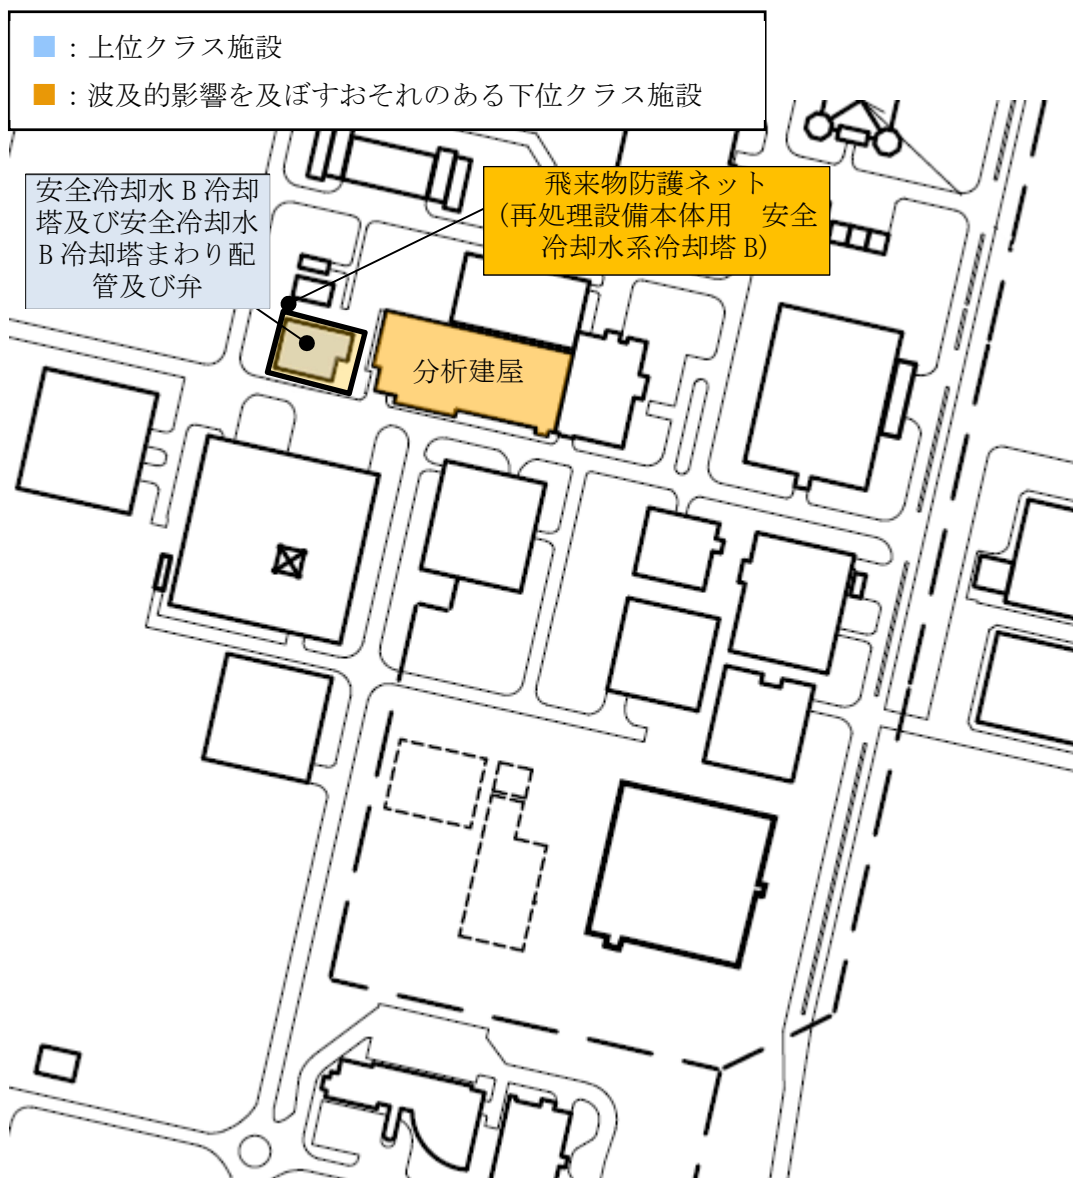 ■：上位クラス施設
■：波及的影響を及ぼすおそれのある下位クラス施設
安全冷却水 B 冷却
塔及び安全冷却水
B 冷却塔まわり配
管及び弁
飛来物防護ネット
(再処理設備本体用　安全
冷却水系冷却塔 B)
分析建屋